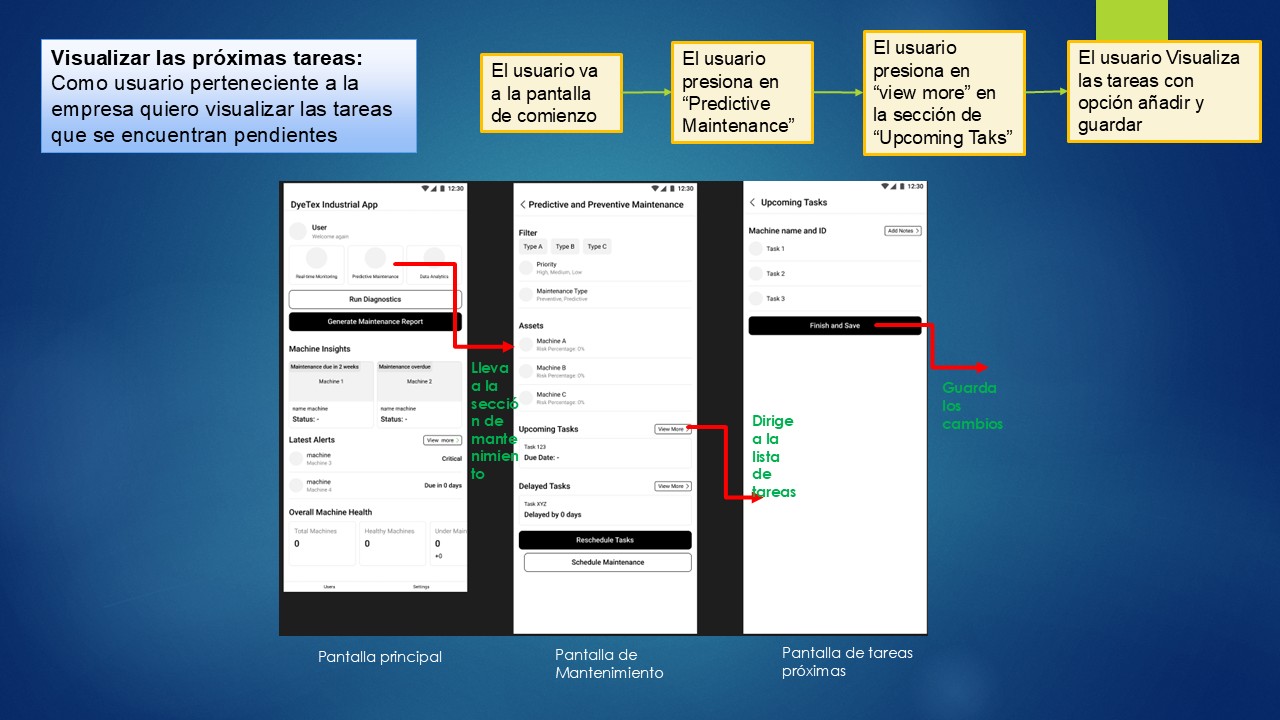 Visualizar las próximas tareas:
Como usuario perteneciente a la
empresa quiero visualizar las tareas
que se encuentran pendientes
El usuario va
a la pantalla
de comienzo
El usuario
presiona en
“Predictive
Maintenance”
El usuario
presiona en
“view more” en
la sección de
“Upcoming Taks”
El usuario Visualiza
las tareas con
opción añadir y
guardar
12:30
DyeTex Industrial App
User
Welcome again
Real time Monitoring
Predictive Maintenance
Data Analytics
Run Diagnostics
Generate Maintenance Report
Machine Insights
Maintenance due in 2 weeks
Maintenance overdue
Machine 1
Machine 2
name machine
name machine
Status: -
Status: -
Latest Alerts
View more
machine
Machine 3
Critical
machine
Machine 4
Due in 0 days
Overall Machine Health
Total Machines
Healthy Machines
Under Main
0
0
0
+0
Users
Settings
Lleva
a la
secció
n de
mante
nimien
to
12:30
Predictive and Preventive Maintenance
Filter
Type A
Type B
Type C
Priority
High, Medium, Low
Maintenance Type
Preventive, Predictive
Assets
Machine A
Risk Percentage: 0%
Machine B
Risk Percentage: 0%
Machine C
Risk Percentage: 0%
Upcoming Tasks
View More
Task 123
Due Date: -
Delayed Tasks
View More
Task XYZ
Delayed by 0 days
Reschedule Tasks
Schedule Maintenance
12:30
Upcoming Tasks
Machine name and ID
Add Notes
Task 1
Task 2
Task 3
Finish and Save
Dirige
a la
lista
de
tareas
Guarda
los
cambios
Pantalla principal
Pantalla de
Mantenimiento
Pantalla de tareas
próximas